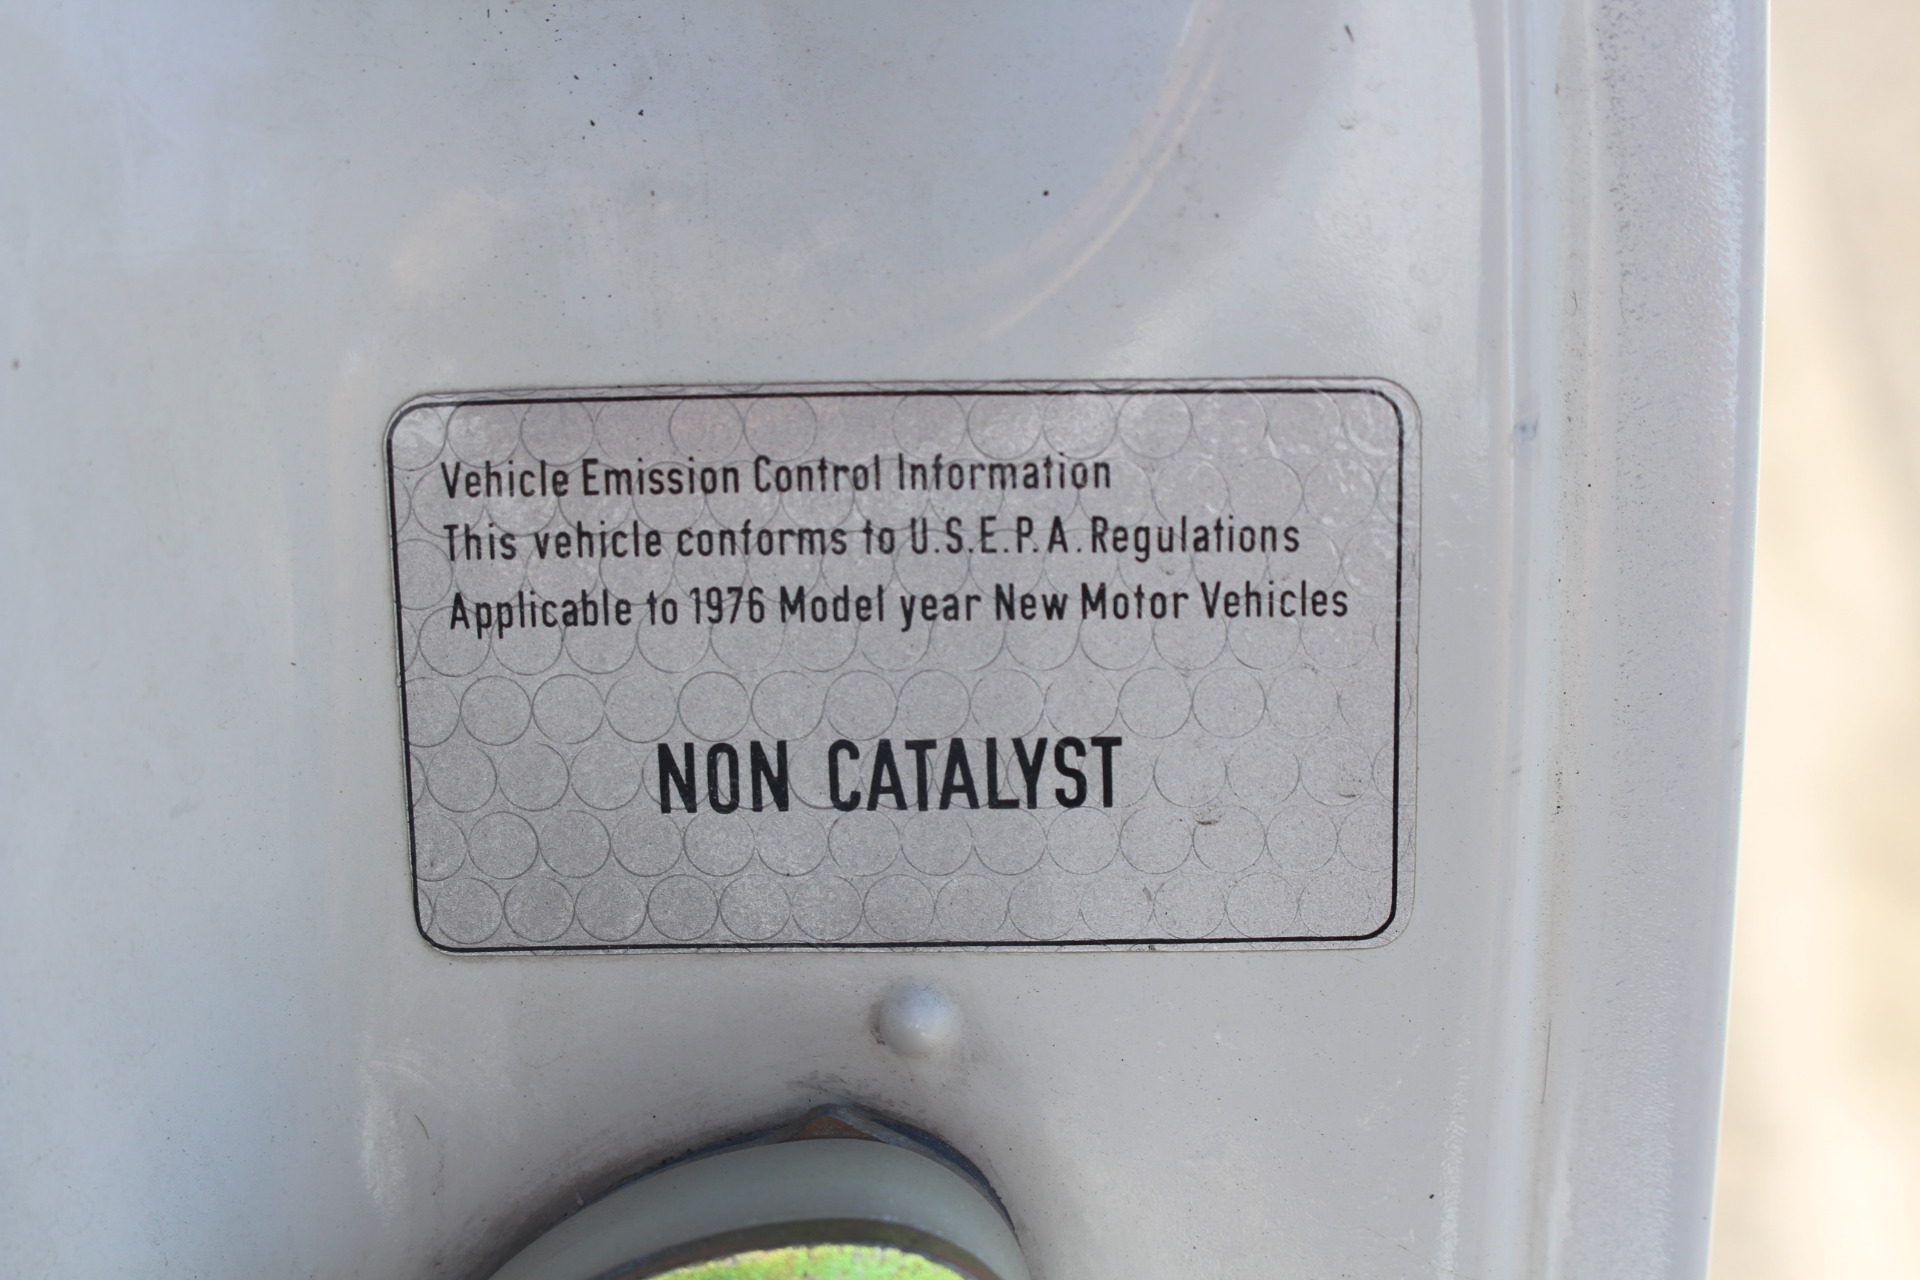 Vehicle Emission Control Information
This vehicle conforms to U.S.E.P.A. Regulations
Applicable to 1976 Model year New Motor Vehicles
NON CATALYST